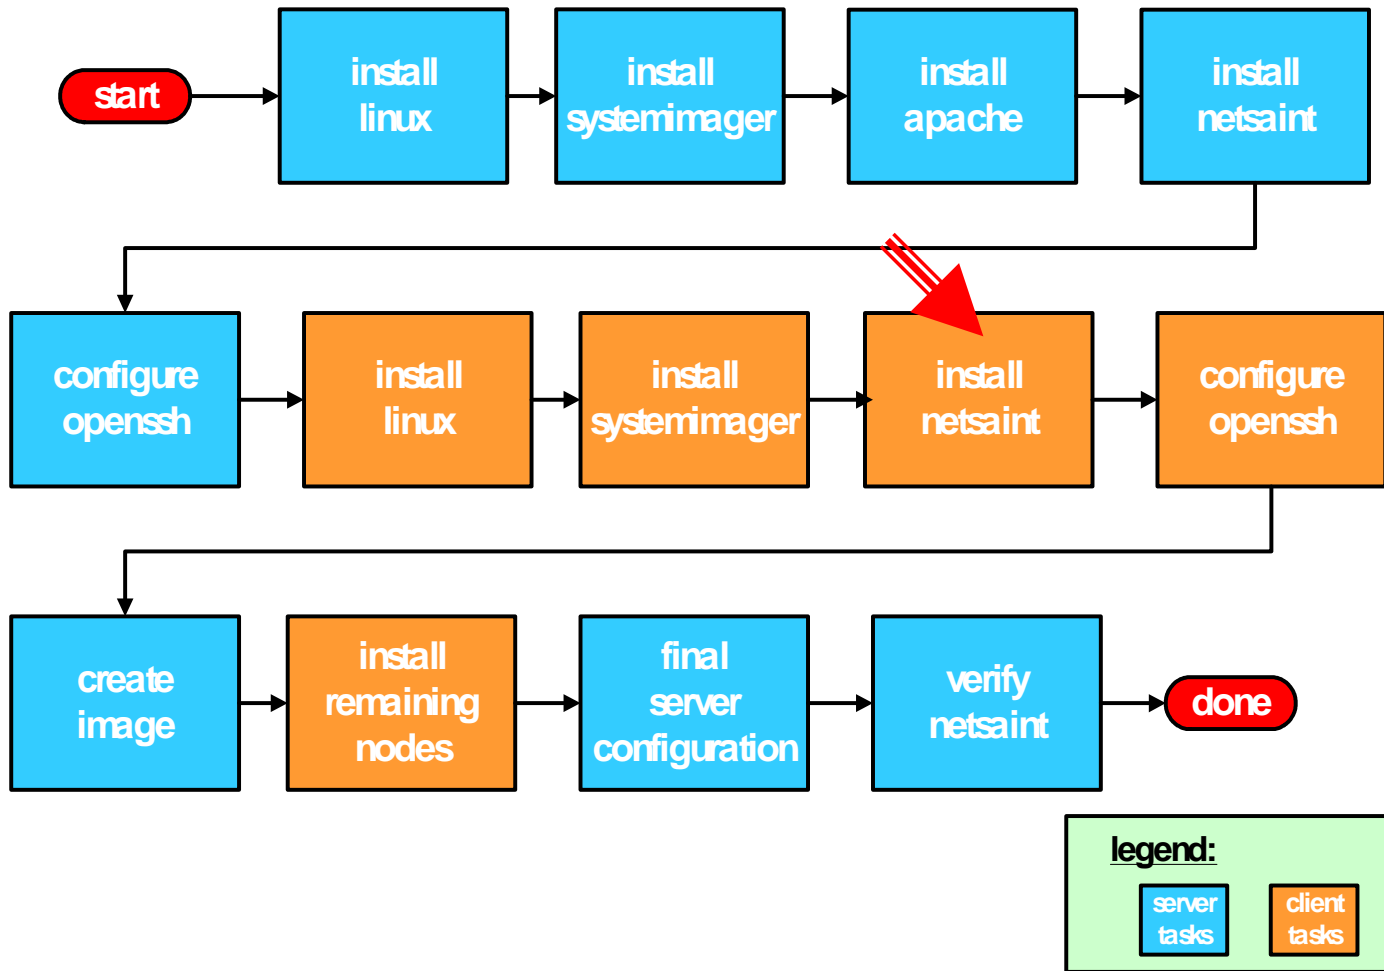 start
install
linux
install
systemimager
install
apache
install
netsaint
configure
openssh
install
linux
install
systemimager
install
netsaint
configure
openssh
create
image
install
remaining
nodes
final
server
configuration
verify
netsaint
done
legend:
server
tasks
client
tasks